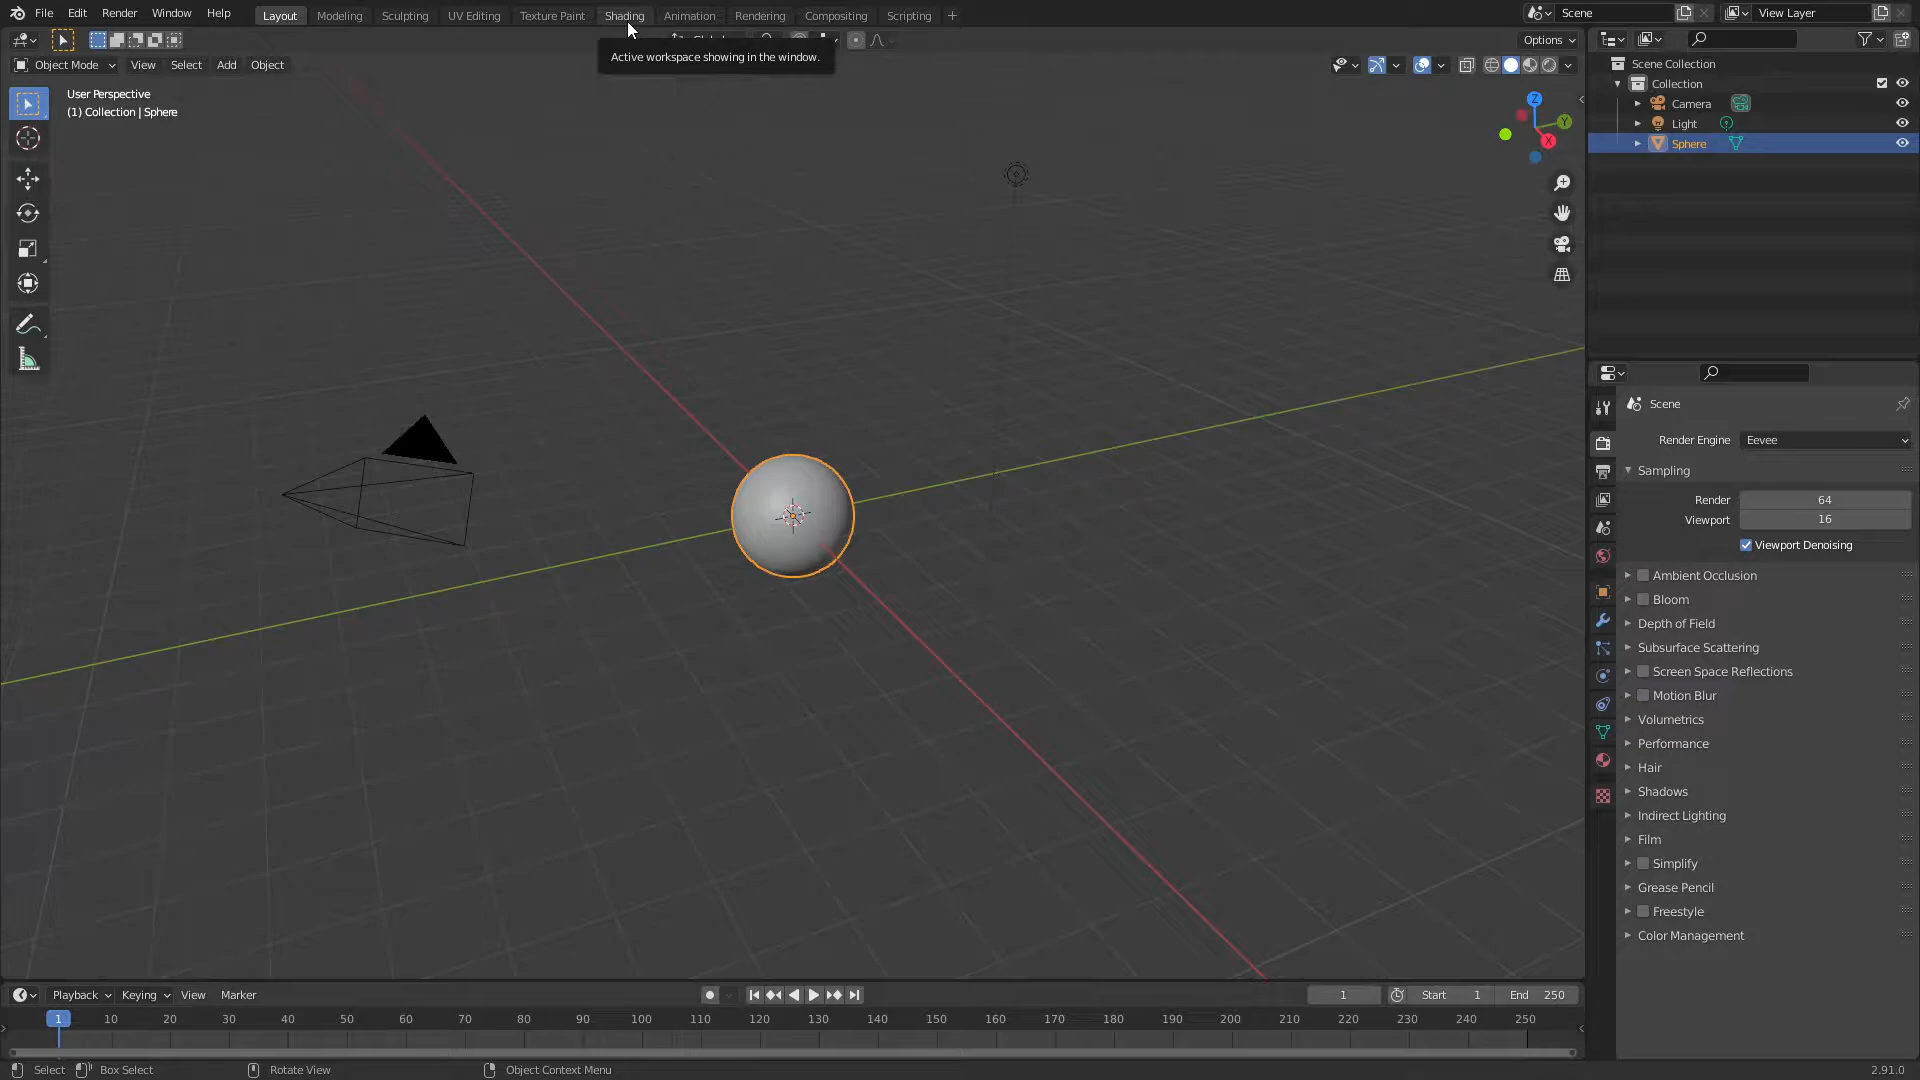 File Edit Render Window Help Layout Modeling Sculpting UV Editing Texture Paint Shading Animation Rendering Compositing Scripting + Scene View Layer
Options
Active workspace showing in the window.
Object Mode View Select Add Object
User Perspective
(1) Collection | Sphere
Z
Y
X
Scene Collection
Collection
Camera
Light
Sphere
Scene
Render Engine Eevee
Sampling
Render 64
Viewport 16
Viewport Denoising
Ambient Occlusion
Bloom
Depth of Field
Subsurface Scattering
Screen Space Reflections
Motion Blur
Volumetrics
Performance
Hair
Shadows
Indirect Lighting
Film
Simplify
Grease Pencil
Freestyle
Color Management
Playback Keying View Marker 1 Start 1 End 250
1 10 20 30 40 50 60 70 80 90 100 110 120 130 140 150 160 170 180 190 200 210 220 230 240 250
Select Box Select Rotate View Object Context Menu 2.91.0